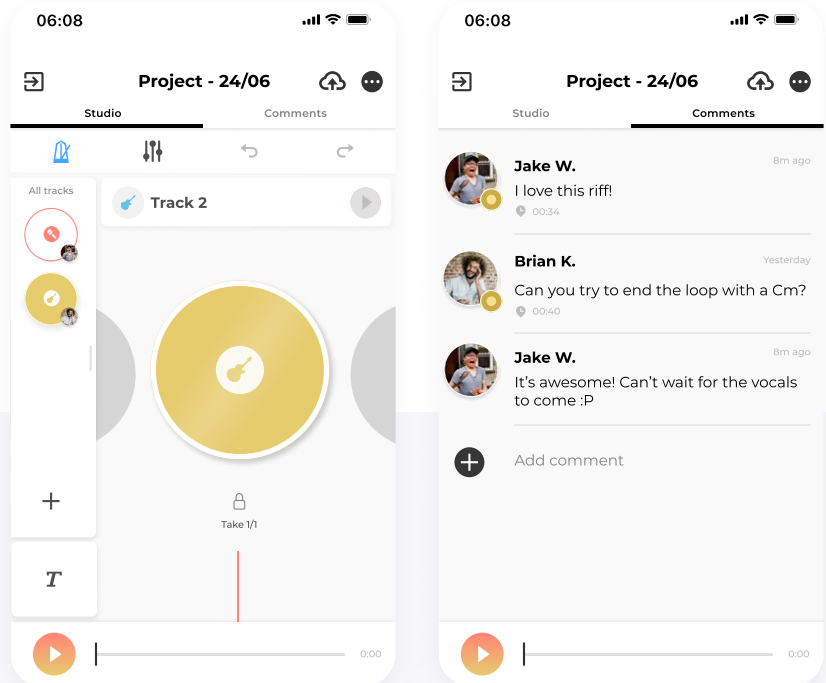 06:08
Project - 24/06
Studio
Comments
All tracks
Track 2
Take 1/1
T
0:00
06:08
Project - 24/06
Studio
Comments
Jake W.
8m ago
I love this riff!
00:34
Brian K.
Yesterday
Can you try to end the loop with a Cm?
00:40
Jake W.
8m ago
It’s awesome! Can’t wait for the vocals
to come :P
Add comment
0:00